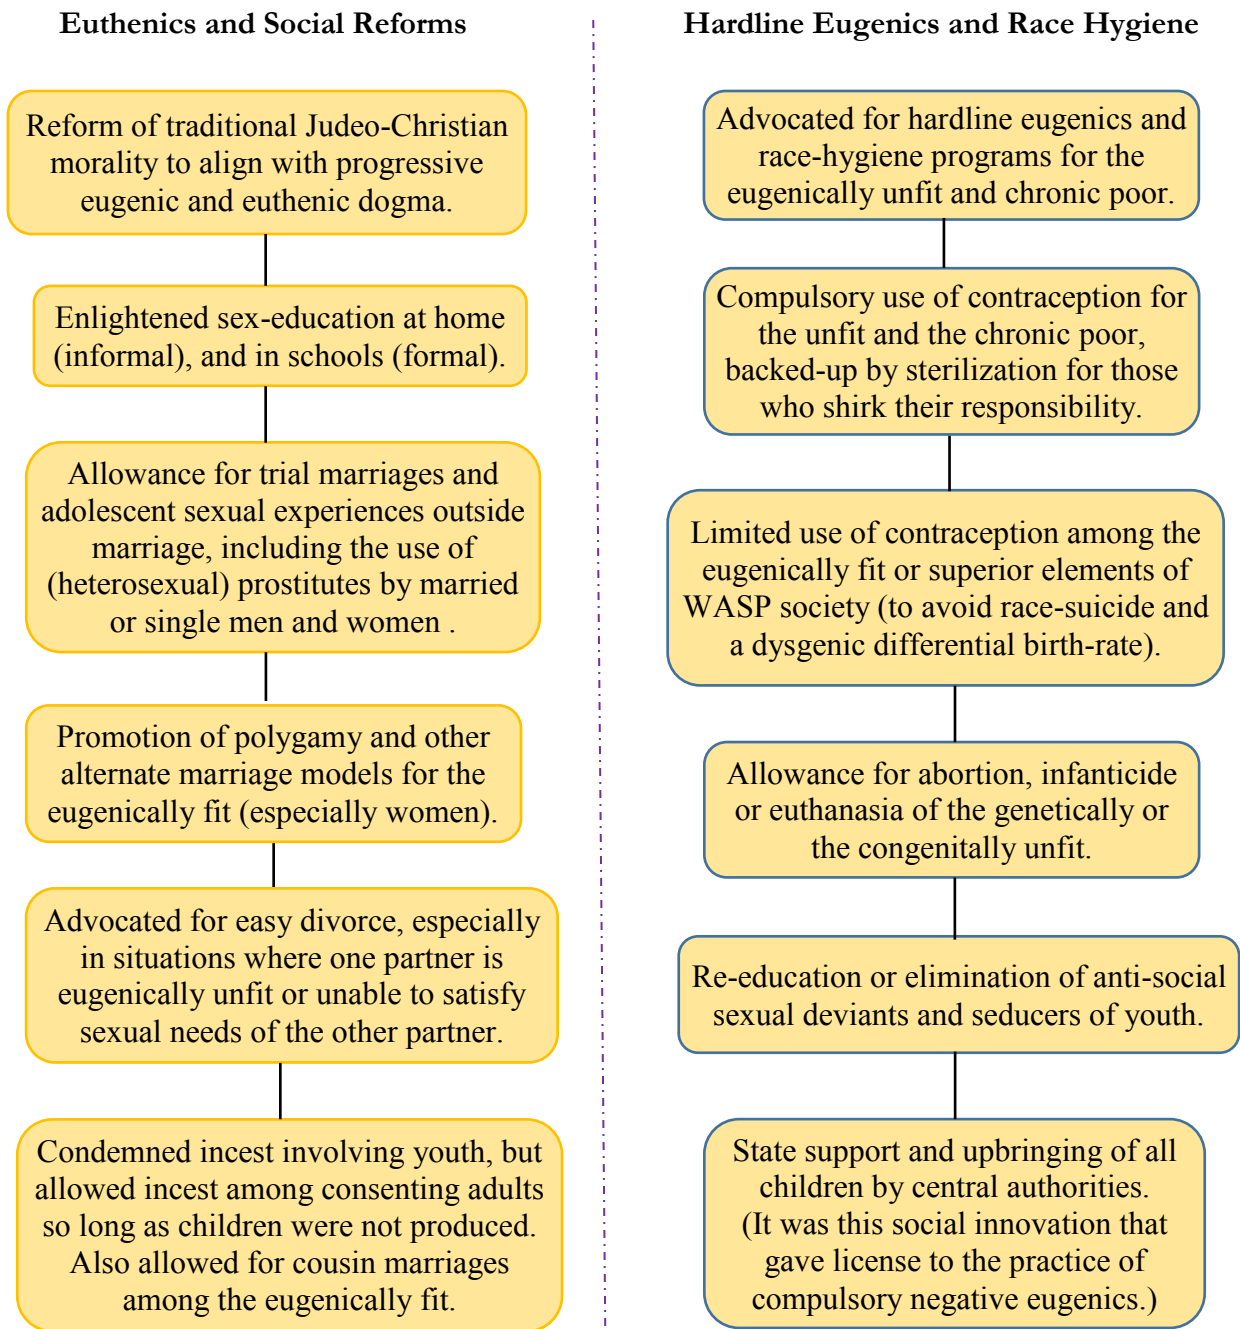 Euthenics and Social Reforms
Reform of traditional Judeo-Christian
morality to align with progressive
eugenic and euthenic dogma.
Enlightened sex-education at home
(informal), and in schools (formal).
Allowance for trial marriages and
adolescent sexual experiences outside
marriage, including the use of
(heterosexual) prostitutes by married
or single men and women .
Promotion of polygamy and other
alternate marriage models for the
eugenically fit (especially women).
Advocated for easy divorce, especially
in situations where one partner is
eugenically unfit or unable to satisfy
sexual needs of the other partner.
Condemned incest involving youth, but
allowed incest among consenting adults
so long as children were not produced.
Also allowed for cousin marriages
among the eugenically fit.
Hardline Eugenics and Race Hygiene
Advocated for hardline eugenics and
race-hygiene programs for the
eugenically unfit and chronic poor.
Compulsory use of contraception for
the unfit and the chronic poor,
backed-up by sterilization for those
who shirk their responsibility.
Limited use of contraception among the
eugenically fit or superior elements of
WASP society (to avoid race-suicide and
a dysgenic differential birth-rate).
Allowance for abortion, infanticide
or euthanasia of the genetically or
the congenitally unfit.
Re-education or elimination of anti-social
sexual deviants and seducers of youth.
State support and upbringing of all
children by central authorities.
(It was this social innovation that
gave license to the practice of
compulsory negative eugenics.)